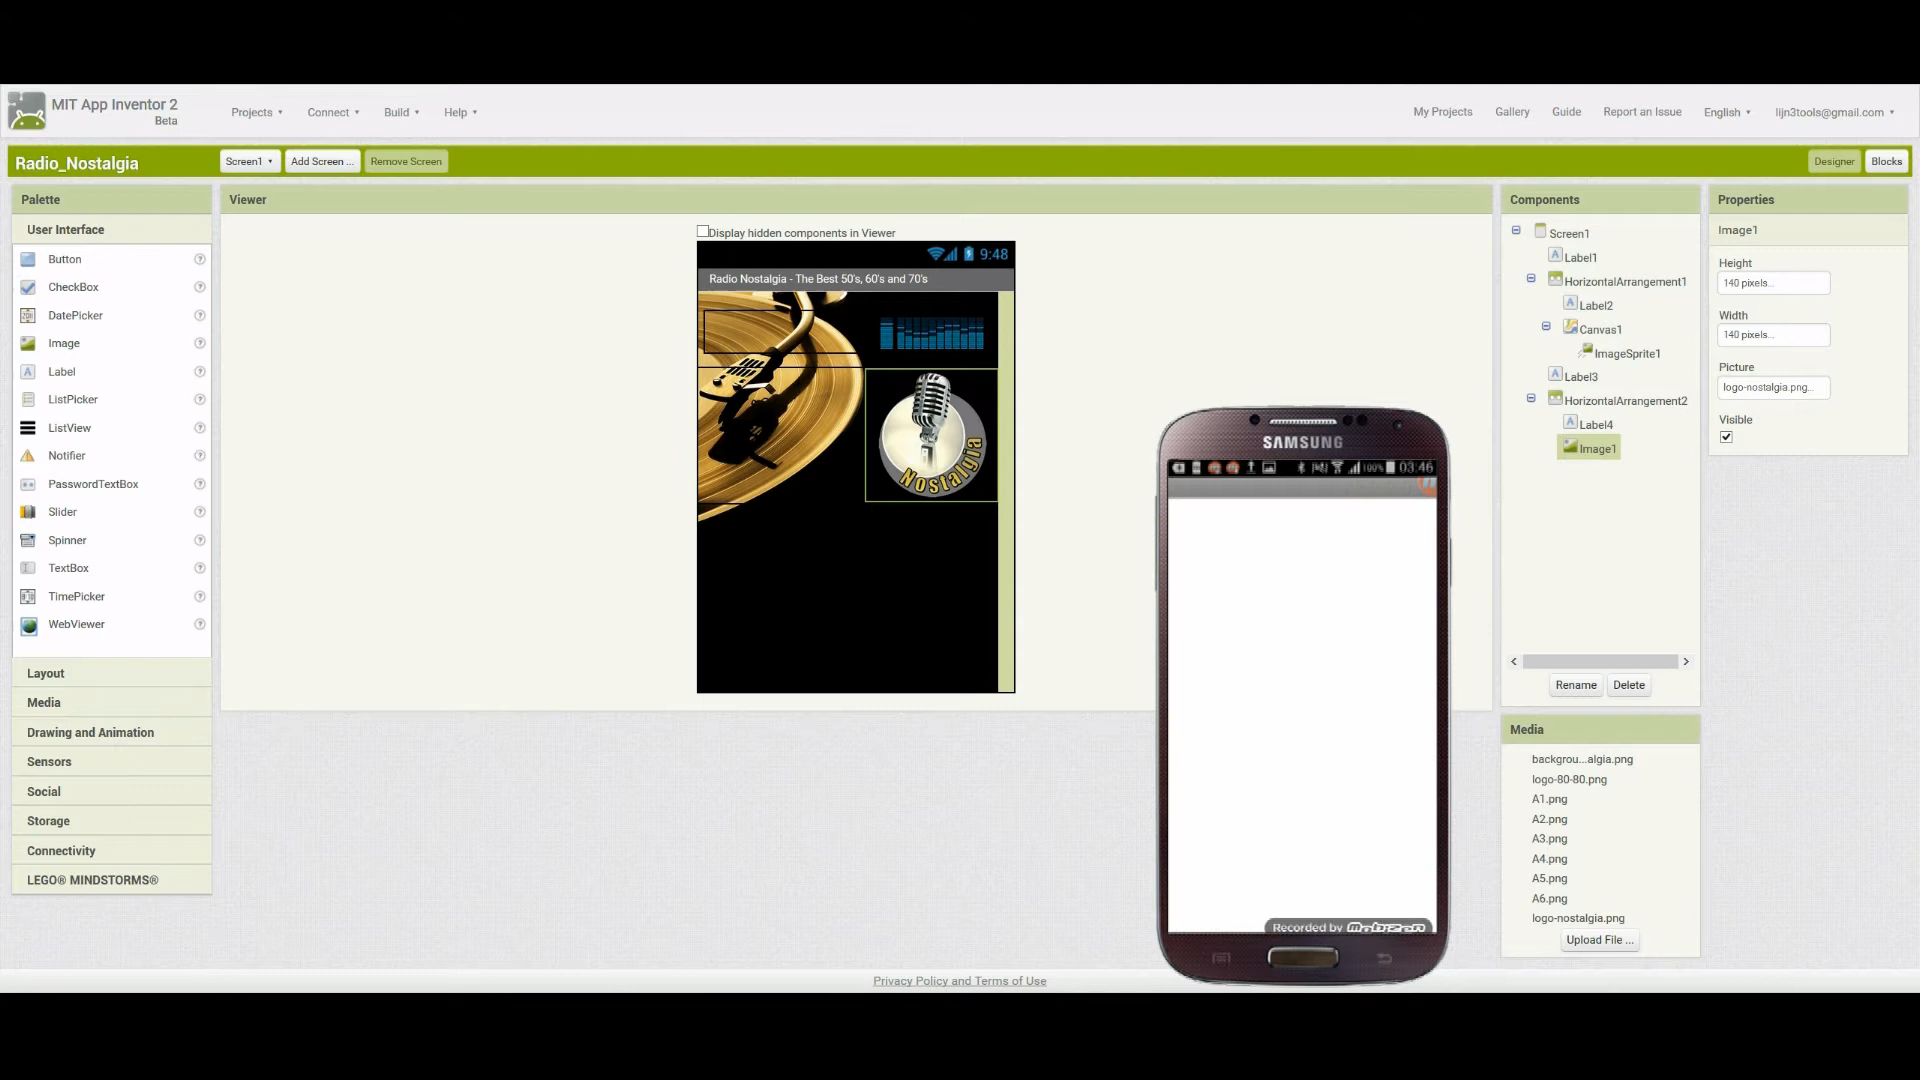 MIT App Inventor 2
Beta
Projects
Connect
Build
Help
My Projects
Gallery
Guide
Report an Issue
English
lijn3tools@gmail.com
Radio_Nostalgia
Screen1
Add Screen ...
Remove Screen
Designer
Blocks
Palette
User Interface
Button
CheckBox
DatePicker
Image
Label
ListPicker
ListView
Notifier
PasswordTextBox
Slider
Spinner
TextBox
TimePicker
WebViewer
Layout
Media
Drawing and Animation
Sensors
Social
Storage
Connectivity
LEGO® MINDSTORMS®
Viewer
Display hidden components in Viewer
9:48
Radio Nostalgia - The Best 50's, 60's and 70's
Nostalgia
SAMSUNG
100% 03:46
Recorded by Mobizen
Components
Screen1
Label1
HorizontalArrangement1
Label2
Canvas1
ImageSprite1
Label3
HorizontalArrangement2
Label4
Image1
Rename
Delete
Media
backgrou...algia.png
logo-80-80.png
A1.png
A2.png
A3.png
A4.png
A5.png
A6.png
logo-nostalgia.png
Upload File ...
Properties
Image1
Height
140 pixels...
Width
140 pixels...
Picture
logo-nostalgia.png...
Visible
Privacy Policy and Terms of Use